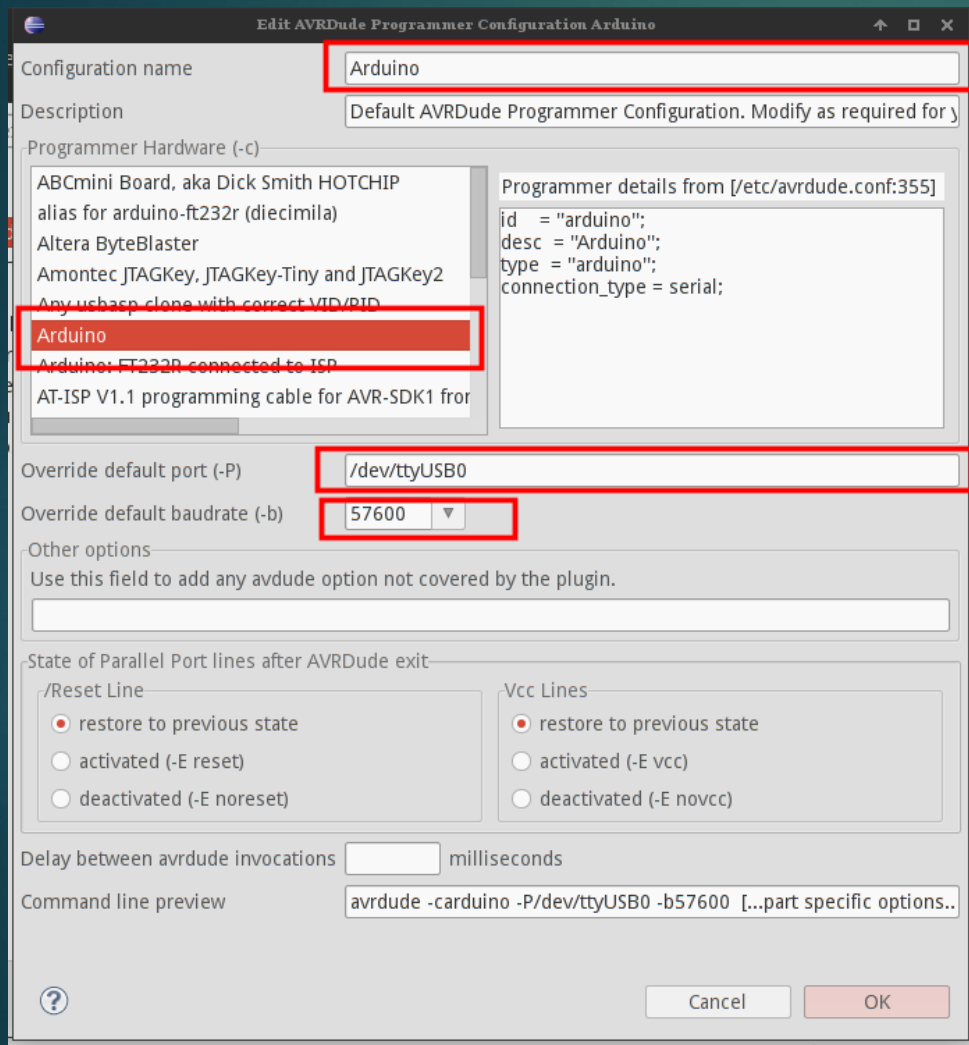 Edit AVRDude Programmer Configuration Arduino
Configuration name
Arduino
Description
Default AVRDude Programmer Configuration. Modify as required for y
Programmer Hardware (-c)
ABCmini Board, aka Dick Smith HOTCHIP
alias for arduino-ft232r (diecimila)
Altera ByteBlaster
Amontec JTAGKey, JTAGKey-Tiny and JTAGKey2
Any usbasp clone with correct VID/PID
Arduino
Arduino: FT232R connected to ISP
AT-ISP V1.1 programming cable for AVR-SDK1 fror
Programmer details from [/etc/avrdude.conf:355]
id = "arduino";
desc = "Arduino";
type = "arduino";
connection_type = serial;
Override default port (-P)
/dev/ttyUSB0
Override default baudrate (-b)
57600
Other options
Use this field to add any avdude option not covered by the plugin.
State of Parallel Port lines after AVRDude exit
/Reset Line
restore to previous state
activated (-E reset)
deactivated (-E noreset)
Vcc Lines
restore to previous state
activated (-E vcc)
deactivated (-E novcc)
Delay between avrdude invocations
milliseconds
Command line preview
avrdude -carduino -P/dev/ttyUSB0 -b57600 [...part specific options..
?
Cancel
OK